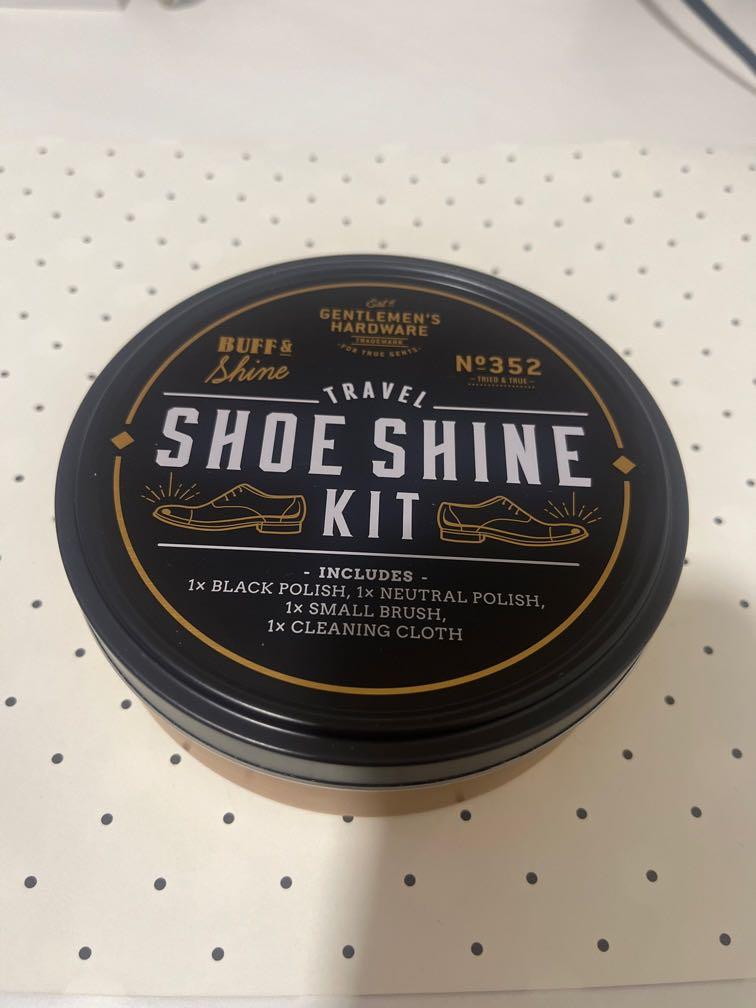 Estd
GENTLEMEN'S
HARDWARE
TRADEMARK
-FOR TRUE GENTS-
BUFF &
Shine
Nº352
- TRIED & TRUE -
TRAVEL
SHOE SHINE
KIT
- INCLUDES -
1x BLACK POLISH, 1x NEUTRAL POLISH,
1x SMALL BRUSH,
1x CLEANING CLOTH